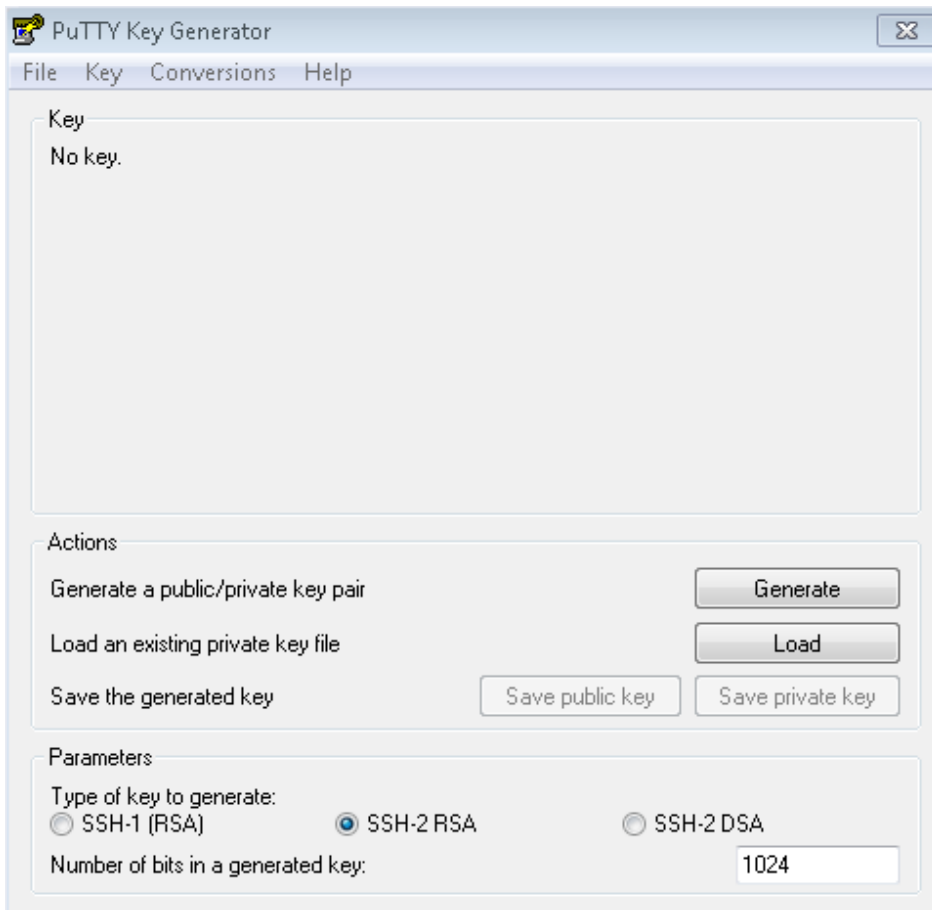 PuTTY Key Generator
File Key Conversions Help
Key
No key.
Actions
Generate a public/private key pair Generate
Load an existing private key file Load
Save the generated key Save public key Save private key
Parameters
Type of key to generate:
SSH-1 (RSA) SSH-2 RSA SSH-2 DSA
Number of bits in a generated key: 1024